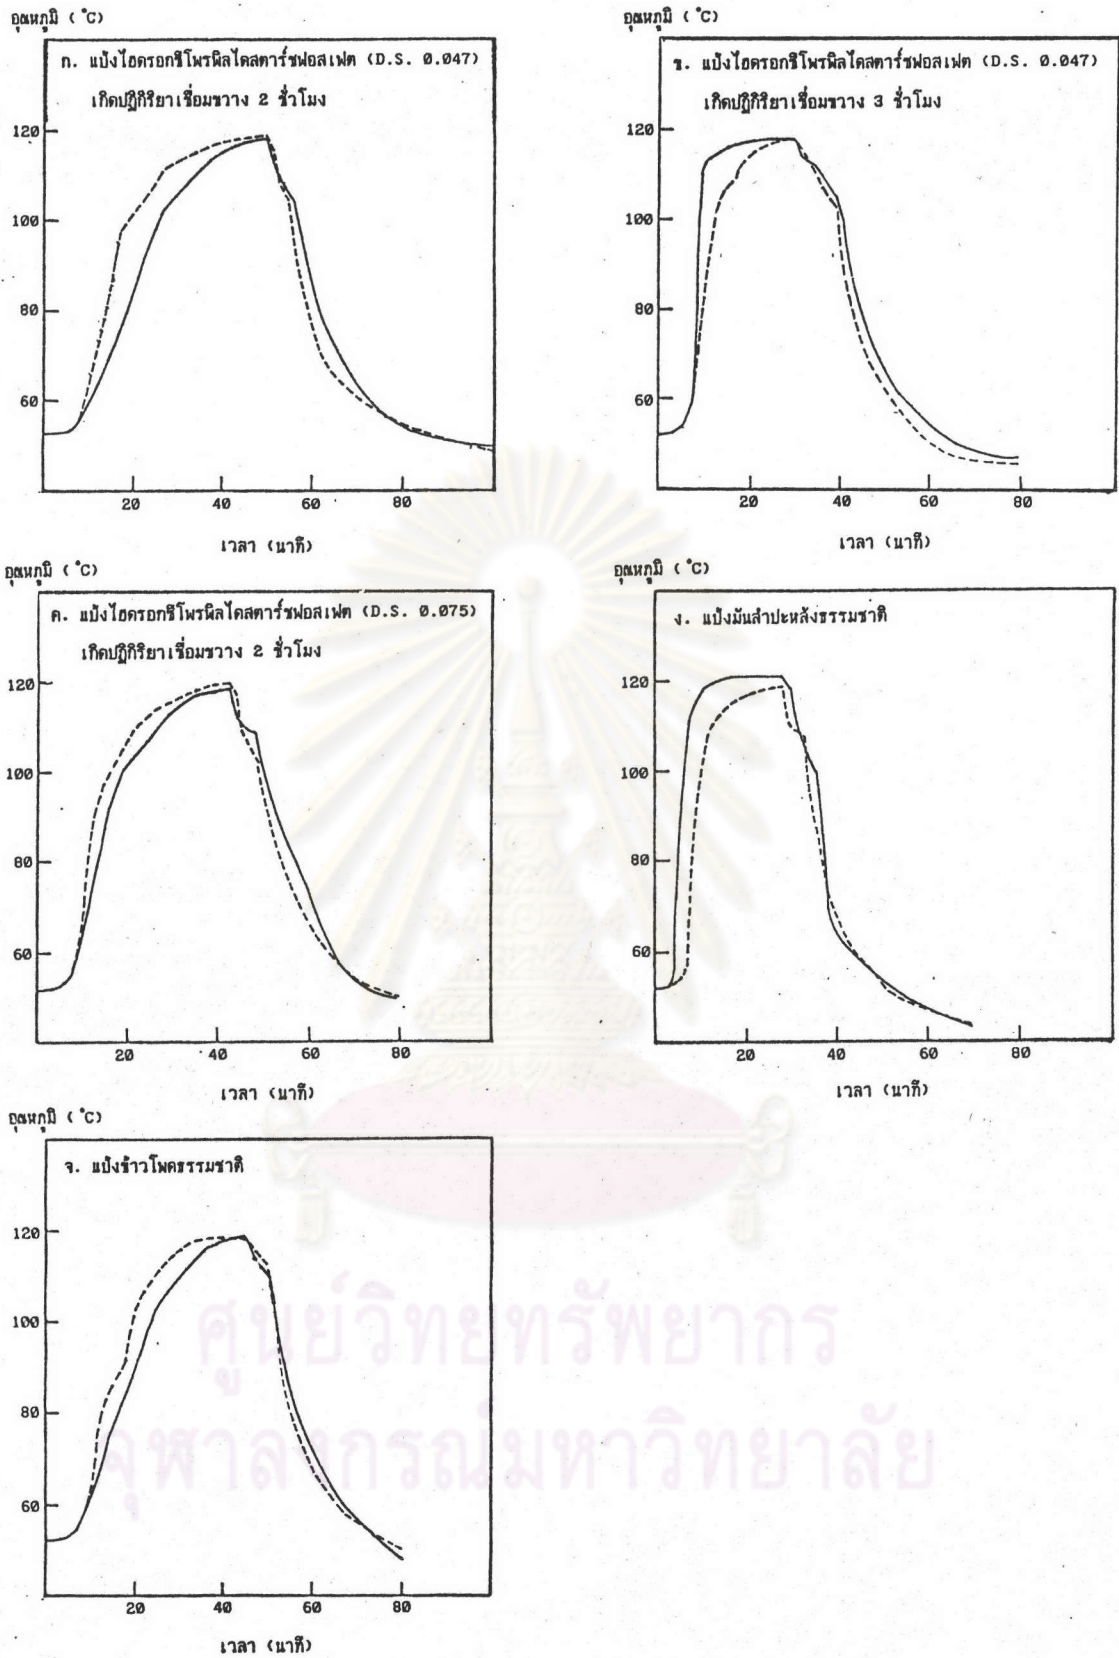 อุณหภูมิ (°C)
ก. แป้งไฮดรอกซีโพรพิลไดสตาร์ชฟอสเฟต (D.S. 0.047)
เกิดปฏิกิริยาเชื่อมขวาง 2 ชั่วโมง
120
100
80
60
20
40
60
80
เวลา (นาที)
อุณหภูมิ (°C)
ข. แป้งไฮดรอกซีโพรพิลไดสตาร์ชฟอสเฟต (D.S. 0.047)
เกิดปฏิกิริยาเชื่อมขวาง 3 ชั่วโมง
120
100
80
60
20
40
60
80
เวลา (นาที)
อุณหภูมิ (°C)
ค. แป้งไฮดรอกซีโพรพิลไดสตาร์ชฟอสเฟต (D.S. 0.075)
เกิดปฏิกิริยาเชื่อมขวาง 2 ชั่วโมง
120
100
80
60
20
40
60
80
เวลา (นาที)
อุณหภูมิ (°C)
ง. แป้งมันสำปะหลังธรรมชาติ
120
100
80
60
20
40
60
80
เวลา (นาที)
อุณหภูมิ (°C)
จ. แป้งข้าวโพดธรรมชาติ
120
100
80
60
20
40
60
80
เวลา (นาที)
ศูนย์วิทยทรัพยากร
จุฬาลงกรณ์มหาวิทยาลัย